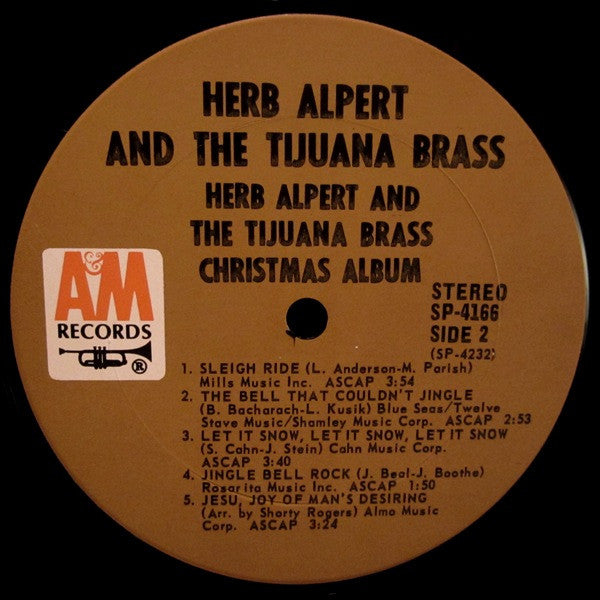 HERB ALPERT
AND THE TIJUANA BRASS
HERB ALPERT AND
THE TIJUANA BRASS
CHRISTMAS ALBUM
A&M
RECORDS
®
STEREO
SP-4166
SIDE 2
(SP-4232)
1. SLEIGH RIDE (L. Anderson-M. Parish)
Mills Music Inc. ASCAP 3:54
2. THE BELL THAT COULDN'T JINGLE
(B. Bacharach-L. Kusik) Blue Seas/Twelve
Stave Music/Shamley Music Corp. ASCAP 2:53
3. LET IT SNOW, LET IT SNOW, LET IT SNOW
(S. Cahn-J. Stein) Cahn Music Corp.
ASCAP 3:40
4. JINGLE BELL ROCK (J. Beal-J. Boothe)
Rosarita Music Inc. ASCAP 1:50
5. JESU, JOY OF MAN'S DESIRING
(Arr. by Shorty Rogers) Almo Music
Corp. ASCAP 3:24